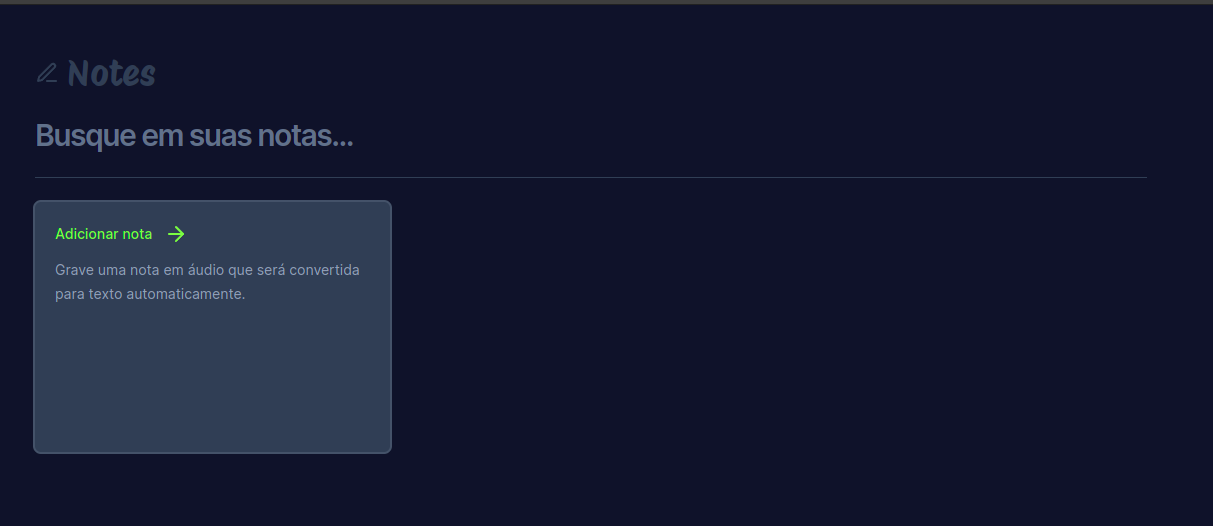 Notes
Busque em suas notas...
Adicionar nota
Grave uma nota em áudio que será convertida
para texto automaticamente.